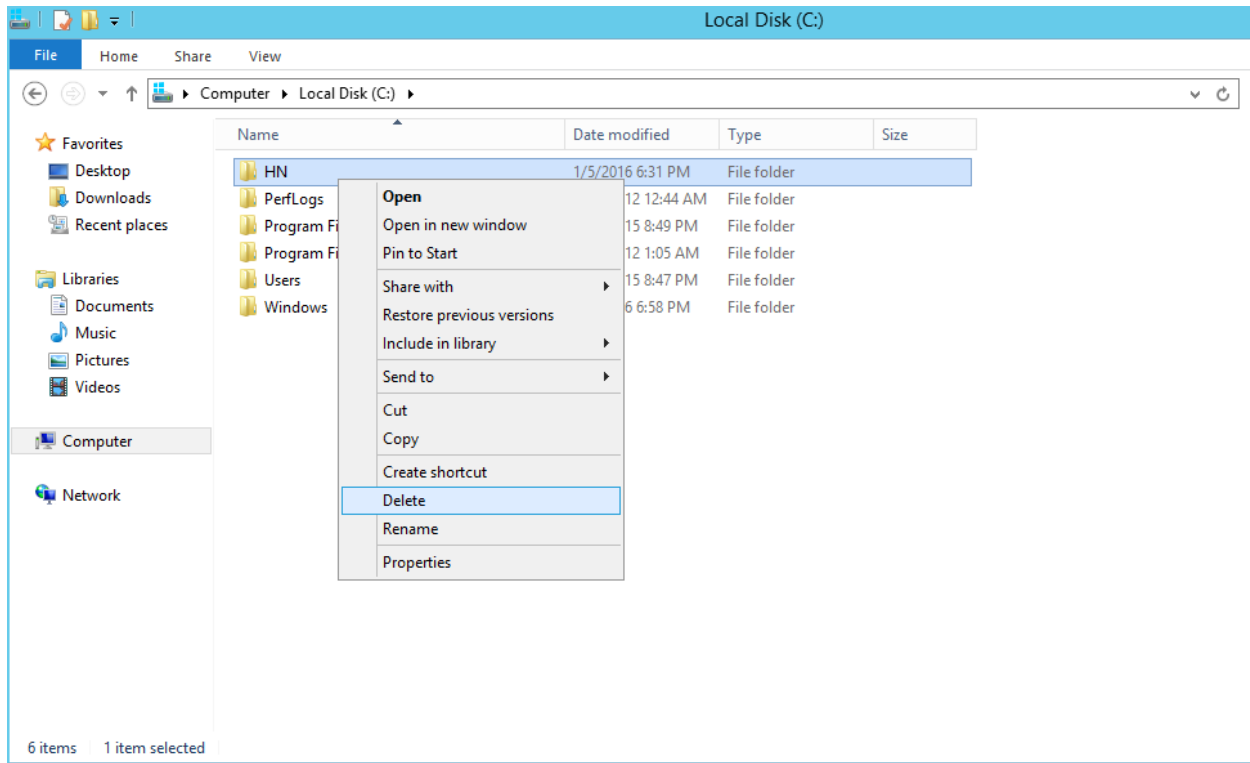 Local Disk (C:)
File Home Share View
Computer Local Disk (C:)
Name Date modified Type Size
Favorites
Desktop
Downloads
Recent places
Libraries
Documents
Music
Pictures
Videos
Computer
Network
HN 1/5/2016 6:31 PM File folder
PerfLogs 12 12:44 AM File folder
Program Fi 15 8:49 PM File folder
Program Fi 12 1:05 AM File folder
Users 15 8:47 PM File folder
Windows 6 6:58 PM File folder
Open
Open in new window
Pin to Start
Share with
Restore previous versions
Include in library
Send to
Cut
Copy
Create shortcut
Delete
Rename
Properties
6 items 1 item selected